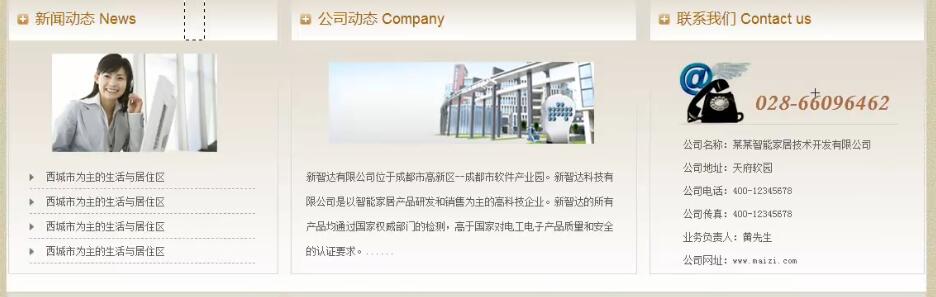 新闻动态 News
西城市为主的生活与居住区
西城市为主的生活与居住区
西城市为主的生活与居住区
西城市为主的生活与居住区
公司动态 Company
新智达有限公司位于成都市高新区--成都市软件产业园。新智达科技有
限公司是以智能家居产品研发和销售为主的高科技企业。新智达的所有
产品均通过国家权威部门的检测，高于国家对电工电子产品质量和安全
的认证要求。......
联系我们 Contact us
028-66096462
公司名称：某某智能家居技术开发有限公司
公司地址：天府软园
公司电话：400-12345678
公司传真：400-12345678
业务负责人：黄先生
公司网址：www.maizi.com